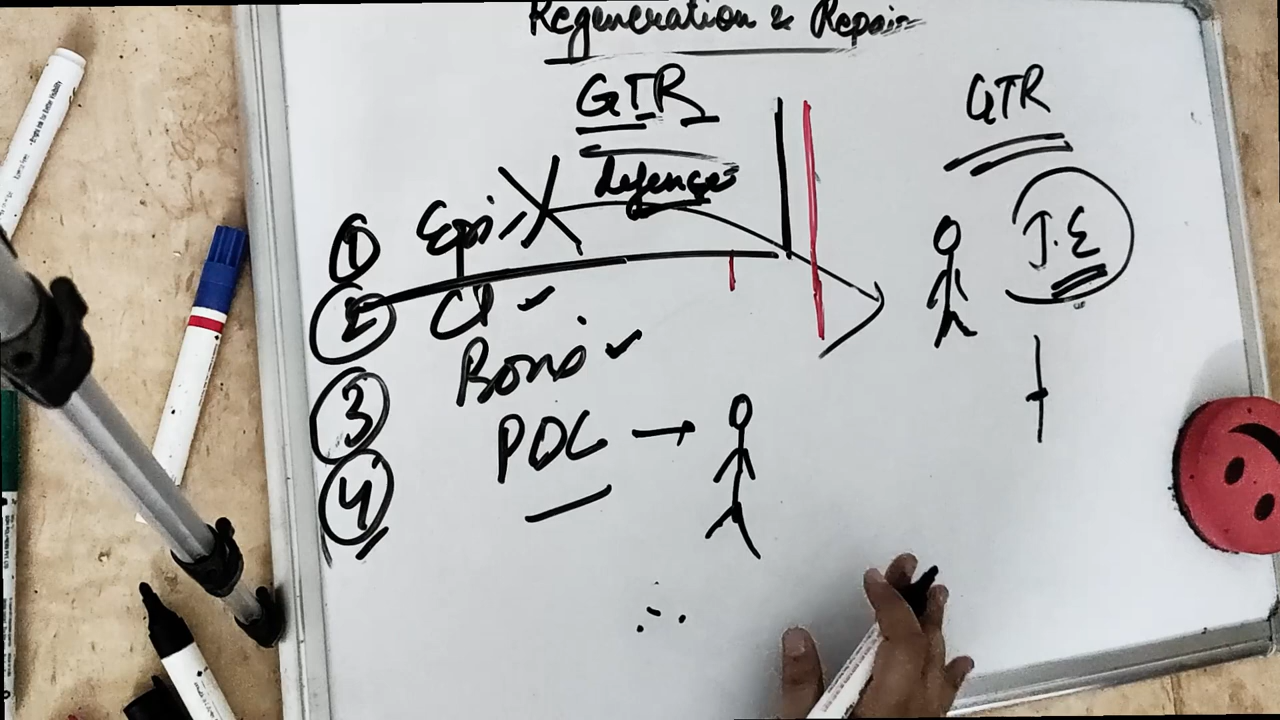 Regeneration & Repair
GTR
GTR
defence
① Epi
② CT ✓
③ Bone ✓
④ PDL →
J.E